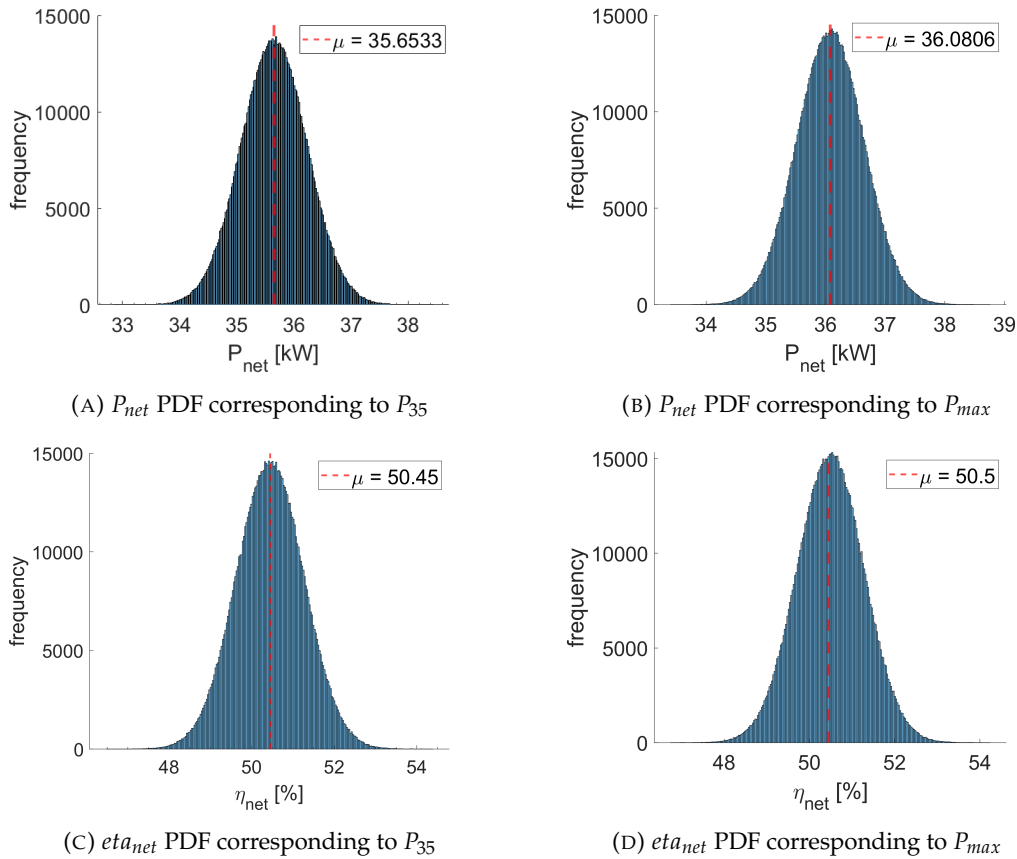 15000
10000
5000
0
frequency
μ = 35.6533
33 34 35 36 37 38
P_net [kW]
(A) P_net PDF corresponding to P_35
15000
10000
5000
0
frequency
μ = 36.0806
34 35 36 37 38 39
P_net [kW]
(B) P_net PDF corresponding to P_max
15000
10000
5000
0
frequency
μ = 50.45
48 50 52 54
η_net [%]
(C) eta_net PDF corresponding to P_35
15000
10000
5000
0
frequency
μ = 50.5
48 50 52 54
η_net [%]
(D) eta_net PDF corresponding to P_max